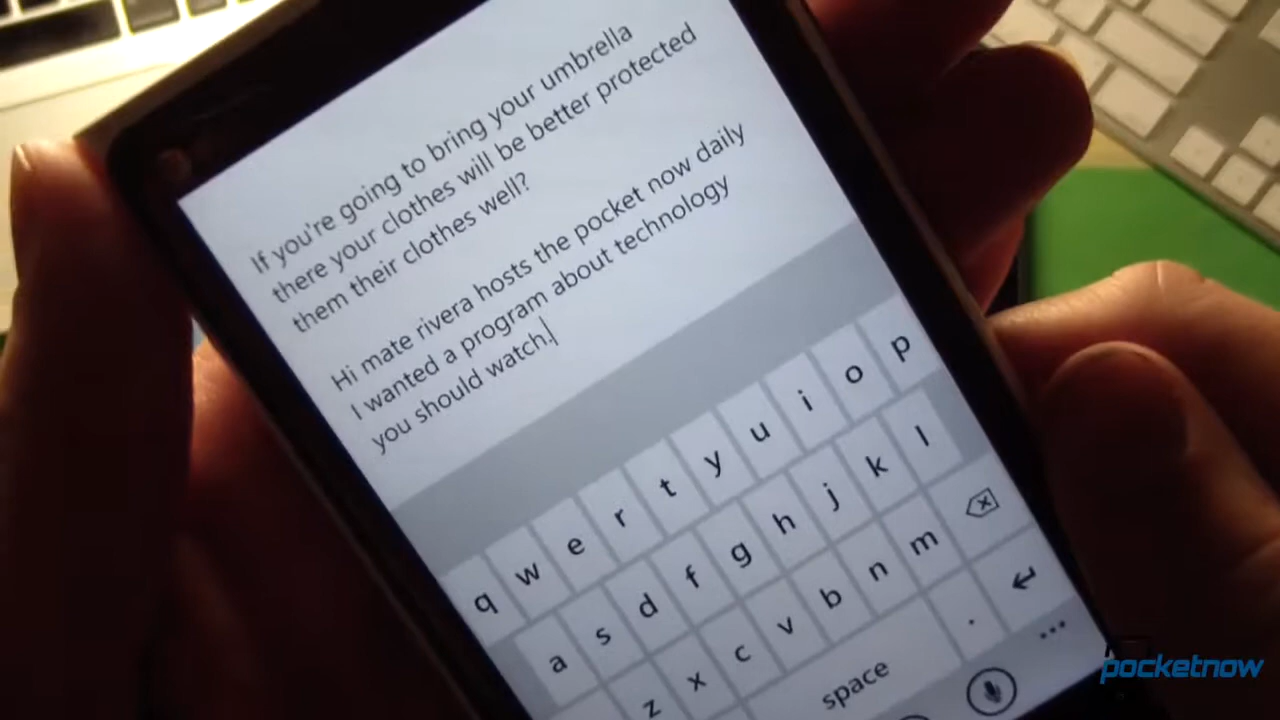 If you're going to bring your umbrella
there your clothes will be better protected
them their clothes well?
Hi mate rivera hosts the pocket now daily
I wanted a program about technology
you should watch.
q w e r t y u i o p
a s d f g h j k l
z x c v b n m
space .
pocketnow